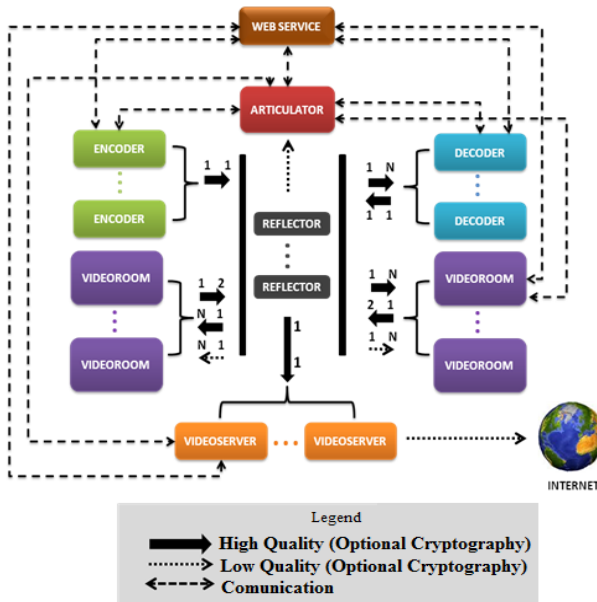 WEB SERVICE
ARTICULATOR
ENCODER
1 1
ENCODER
REFLECTOR
REFLECTOR
1 N
1 1
DECODER
DECODER
VIDEOROOM
1 2
N 1
N 1
VIDEOROOM
1 N
2 1
1 N
VIDEOROOM
VIDEOROOM
1
1
VIDEOSERVER
VIDEOSERVER
INTERNET
Legend
High Quality (Optional Cryptography)
Low Quality (Optional Cryptography)
Comunication